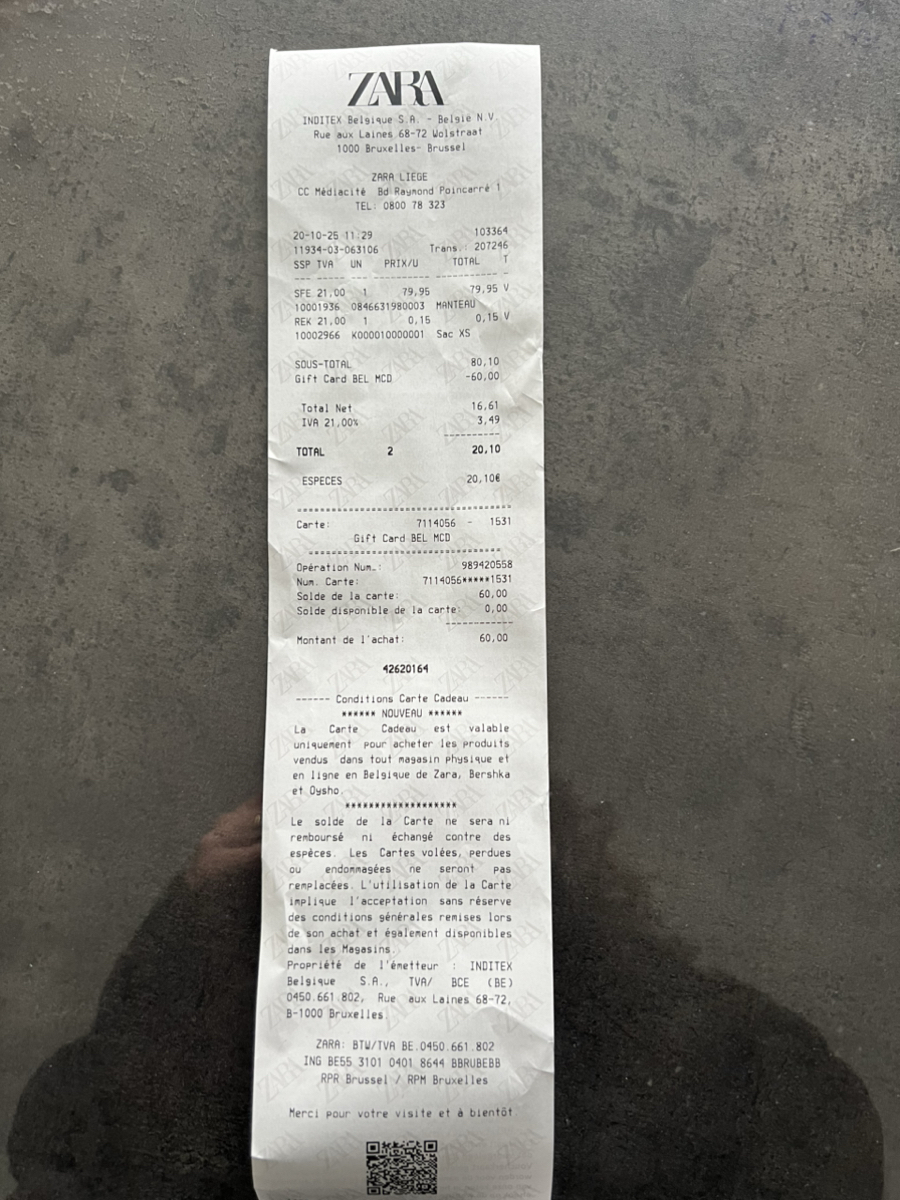 ZARA
INDITEX Belgique S.A. - België N.V.
Rue aux Laines 68-72 Wolstraat
1000 Bruxelles- Brussel
ZARA LIEGE
CC Médiacité Bd Raymond Poincarré 1
TEL: 0800 78 323
20-10-25 11:29 103364
11934-03-063106 Trans.: 207246
SSP TVA UN PRIX/U TOTAL T
--- --- --- -------- -------- --
SFE 21,00 1 79,95 79,95 V
10001936 0846631980003 MANTEAU
REK 21,00 1 0,15 0,15 V
10002966 K000010000001 Sac XS
SOUS-TOTAL 80,10
Gift Card BEL MCD -60,00
Total Net 16,61
IVA 21,00% 3,49
----------
TOTAL 2 20,10
ESPECES 20,10€
=======================================
Carte: 7114056 - 1531
Gift Card BEL MCD
===================================
Opération Num.: 989420558
Num. Carte: 7114056*****1531
Solde de la carte: 60,00
Solde disponible de la carte: 0,00
------------
Montant de l'achat: 60,00
42620164
------ Conditions Carte Cadeau ------
****** NOUVEAU ******
La Carte Cadeau est valable
uniquement pour acheter les produits
vendus dans tout magasin physique et
en ligne en Belgique de Zara, Bershka
et Oysho.
********************
Le solde de la Carte ne sera ni
remboursé ni échangé contre des
espèces. Les Cartes volées, perdues
ou endommagées ne seront pas
remplacées. L'utilisation de la Carte
implique l'acceptation sans réserve
des conditions générales remises lors
de son achat et également disponibles
dans les Magasins.
Propriété de l'émetteur : INDITEX
Belgique S.A., TVA/ BCE (BE)
0450.661.802, Rue aux Laines 68-72,
B-1000 Bruxelles.
ZARA: BTW/TVA BE.0450.661.802
ING BE55 3101 0401 8644 BBRUBEBB
RPR Brussel / RPM Bruxelles
Merci pour votre visite et à bientôt